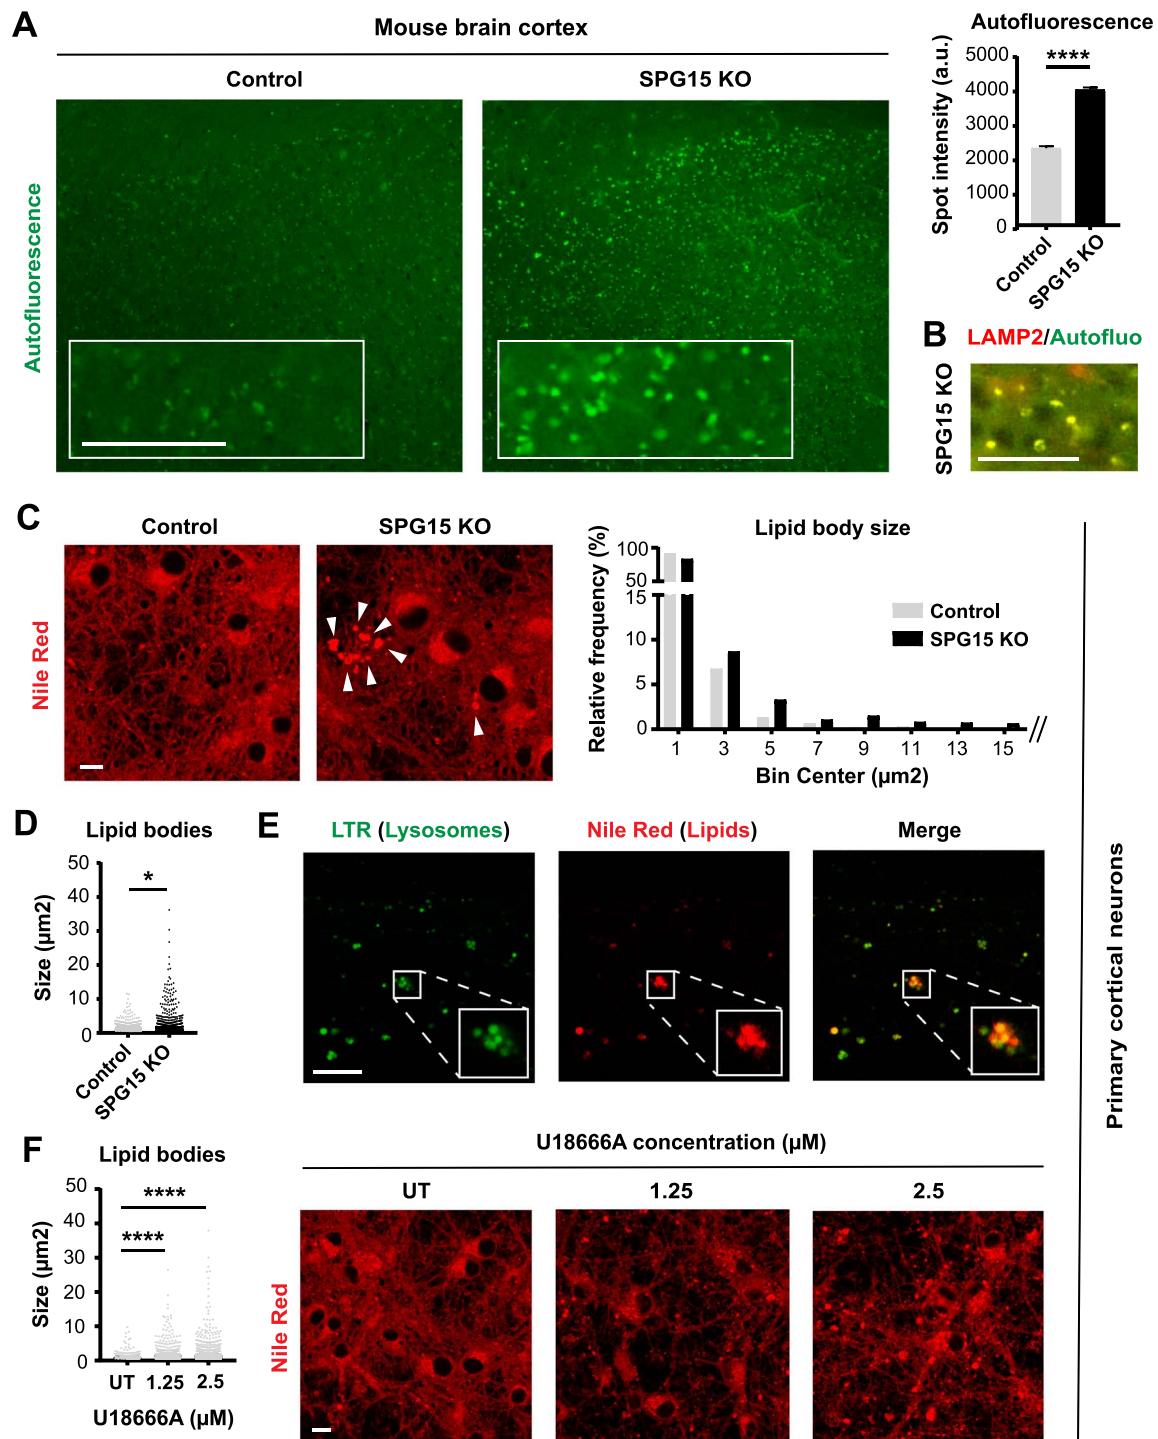 A
Mouse brain cortex
Control
SPG15 KO
Autofluorescence
Autofluorescence
Spot intensity (a.u.)
5000
4000
3000
2000
1000
0
****
Control
SPG15 KO
B
LAMP2/Autofluo
SPG15 KO
C
Control
SPG15 KO
Nile Red
Lipid body size
Relative frequency (%)
100
50
15
10
5
0
Control
SPG15 KO
1 3 5 7 9 11 13 15
Bin Center (µm2)
D
Lipid bodies
Size (µm2)
50
40
30
20
10
0
*
Control
SPG15 KO
E
LTR (Lysosomes)
Nile Red (Lipids)
Merge
Primary cortical neurons
F
Lipid bodies
Size (µm2)
50
40
30
20
10
0
****
****
UT 1.25 2.5
U18666A (µM)
U18666A concentration (µM)
UT
1.25
2.5
Nile Red